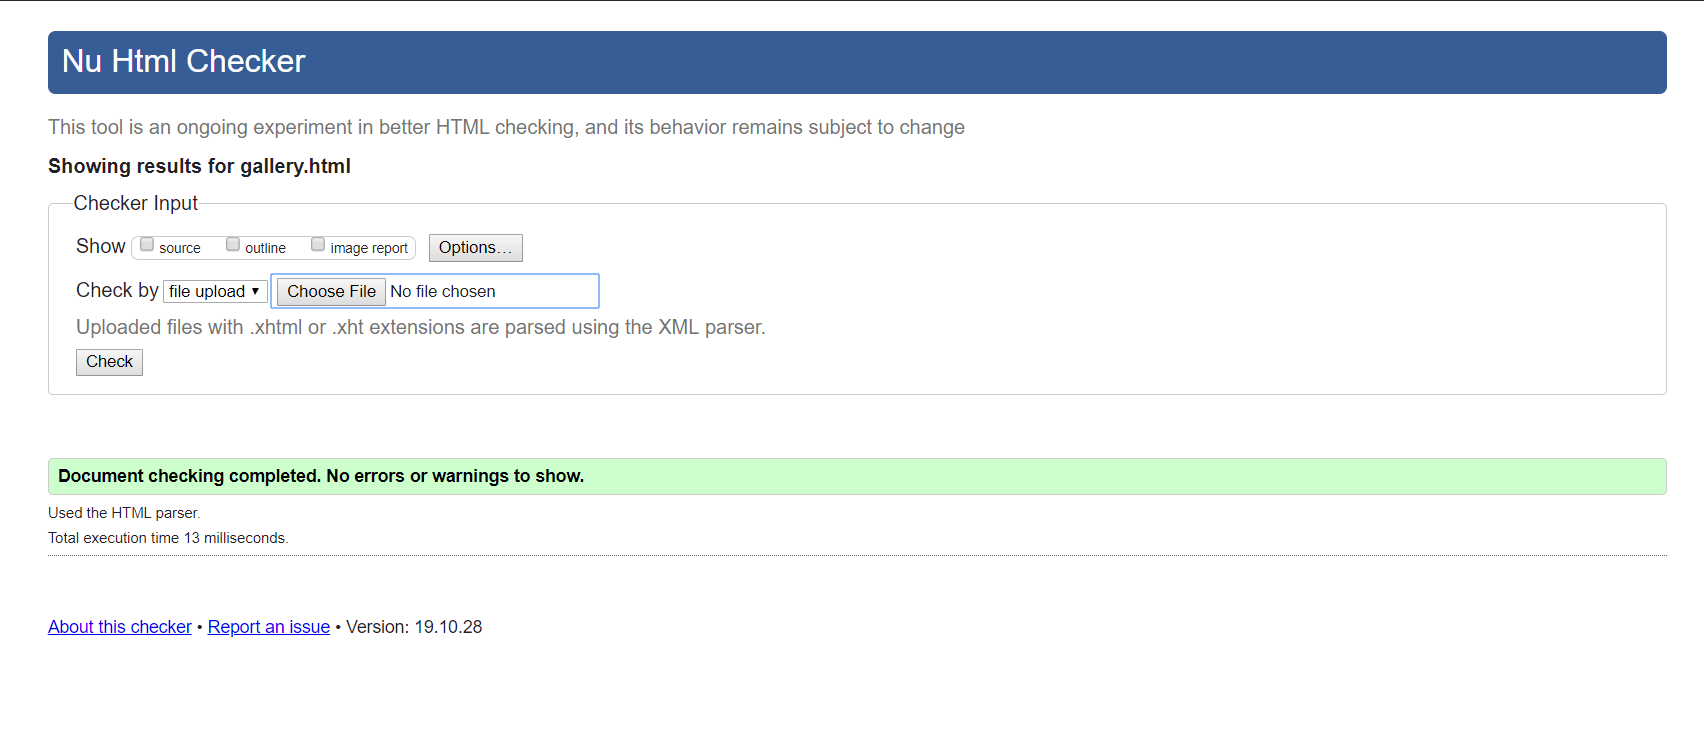 Nu Html Checker
This tool is an ongoing experiment in better HTML checking, and its behavior remains subject to change
Showing results for gallery.html
Checker Input
Show source outline image report Options...
Check by file upload Choose File No file chosen
Uploaded files with .xhtml or .xht extensions are parsed using the XML parser.
Check
Document checking completed. No errors or warnings to show.
Used the HTML parser.
Total execution time 13 milliseconds.
About this checker • Report an issue • Version: 19.10.28